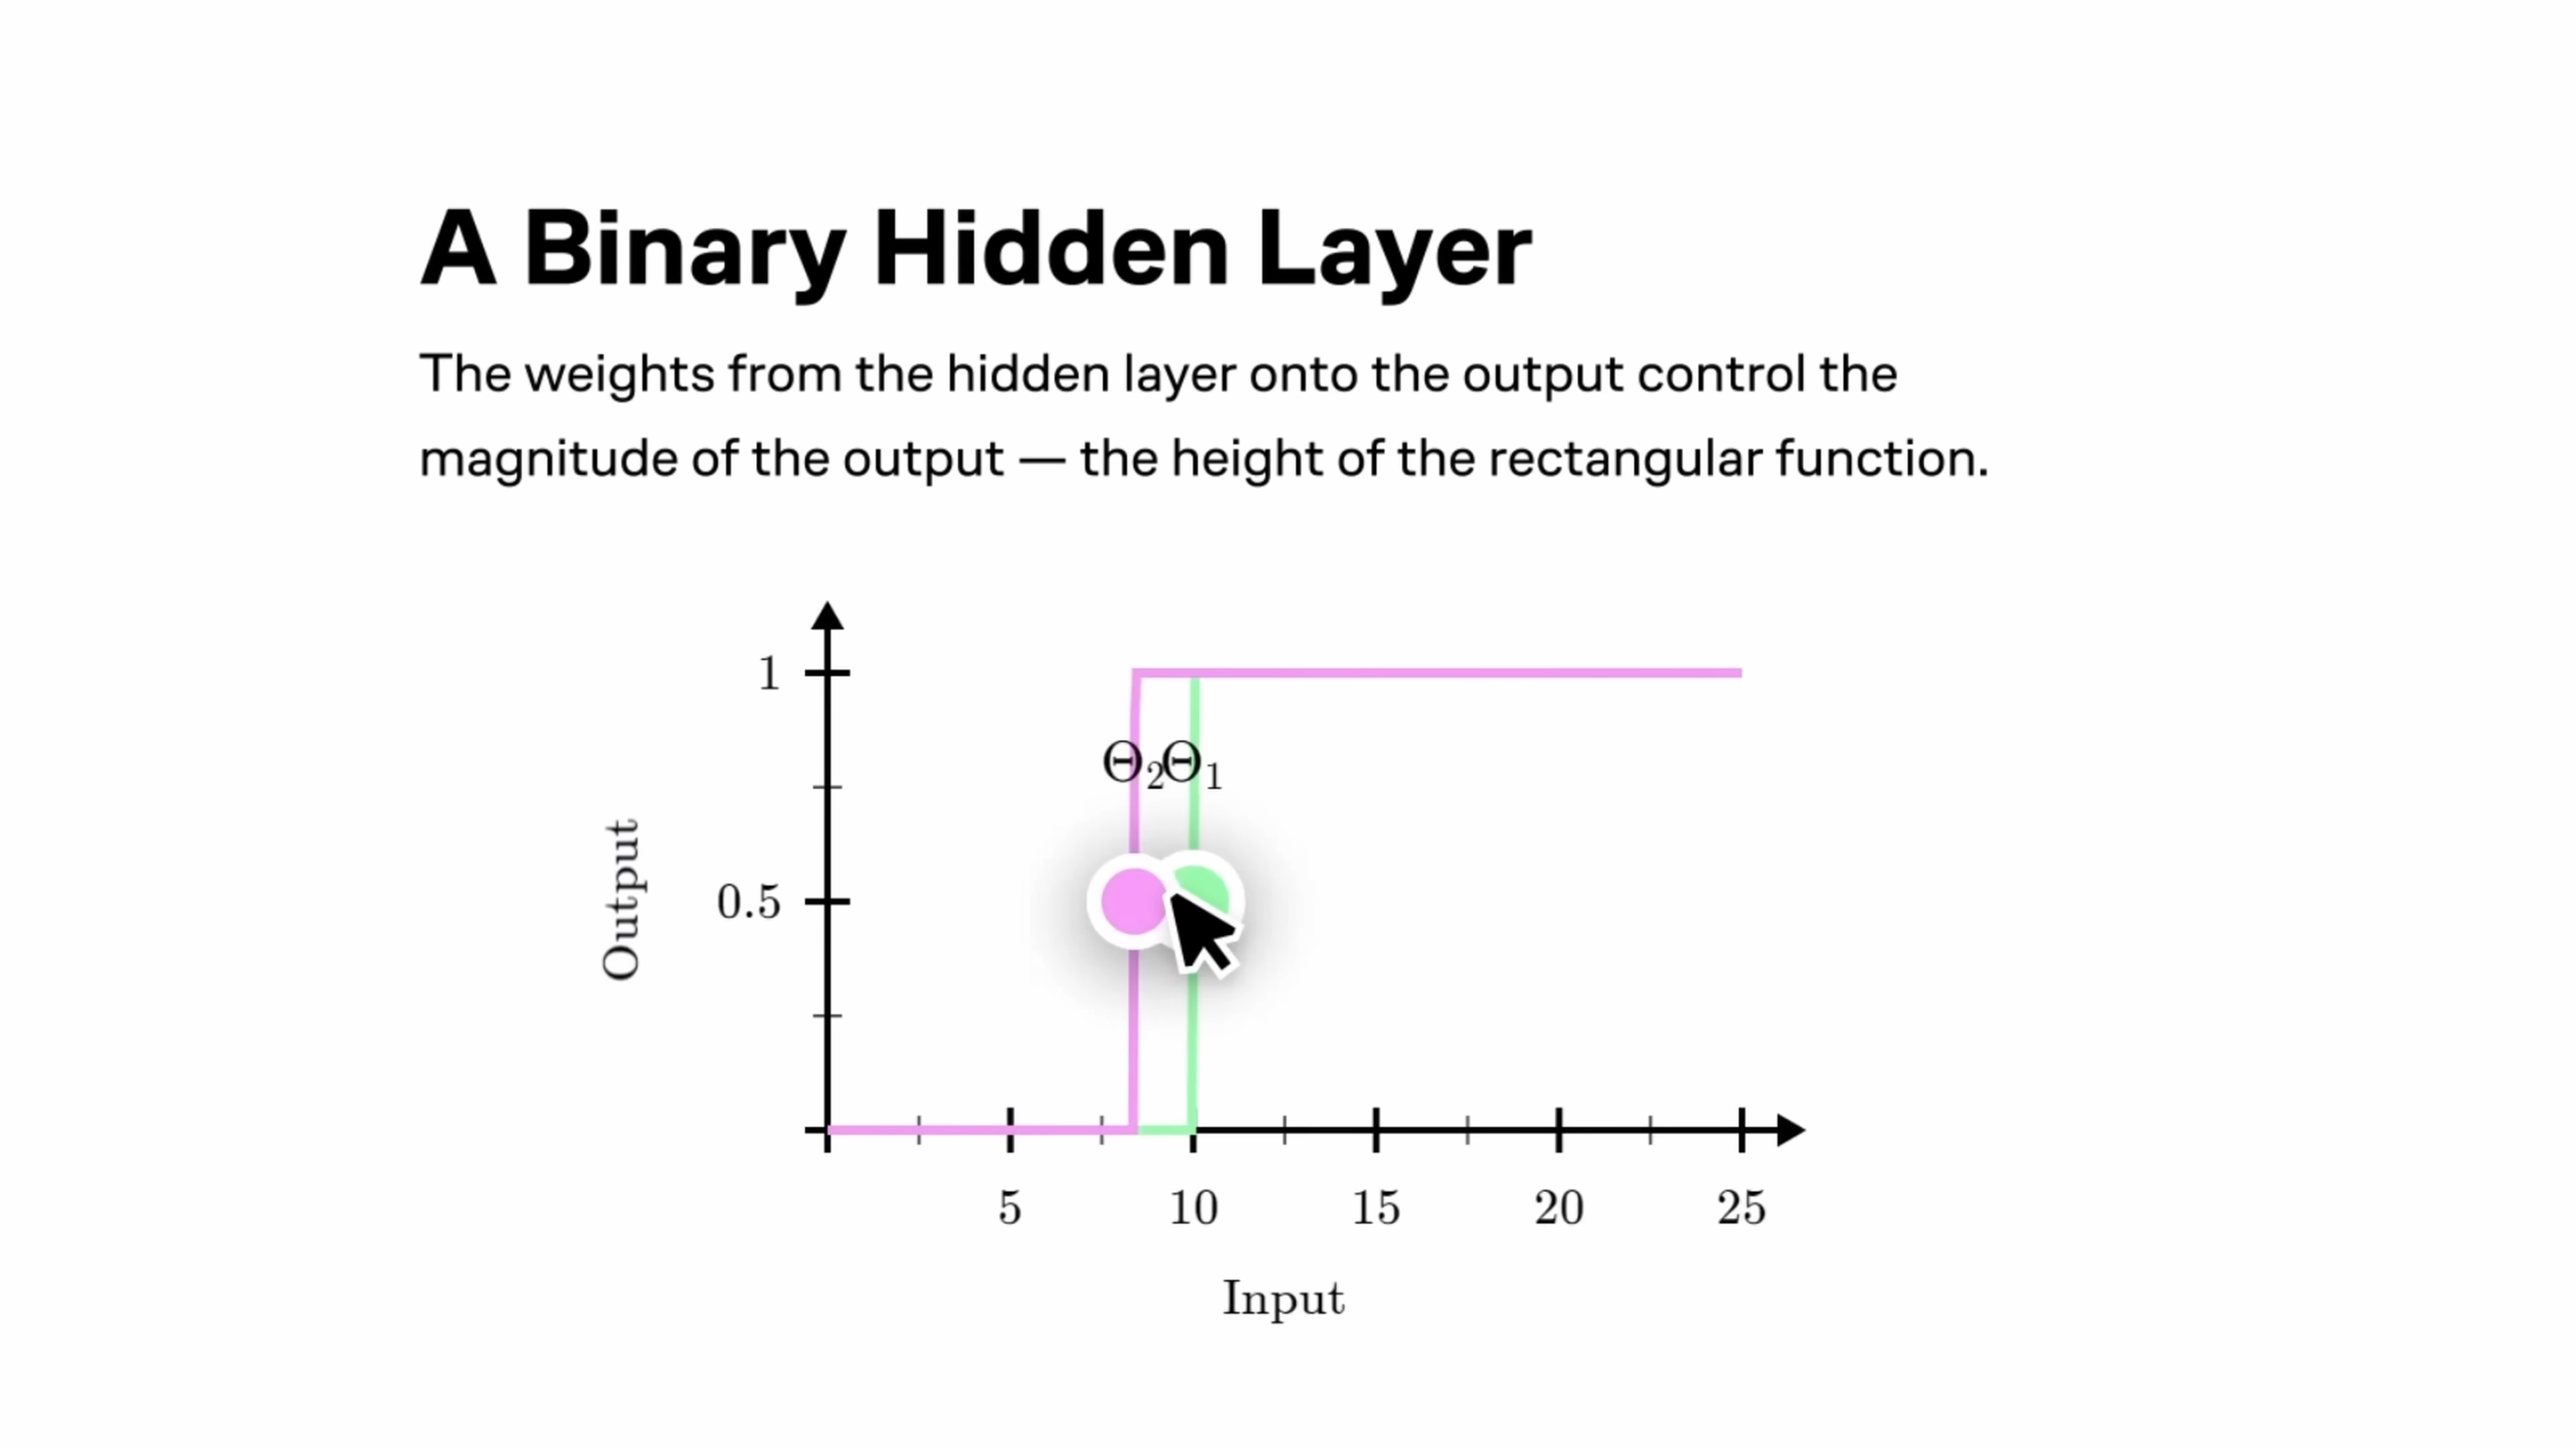 A Binary Hidden Layer
The weights from the hidden layer onto the output control the
magnitude of the output — the height of the rectangular function.
1
Θ₂Θ₁
0.5
Output
5 10 15 20 25
Input